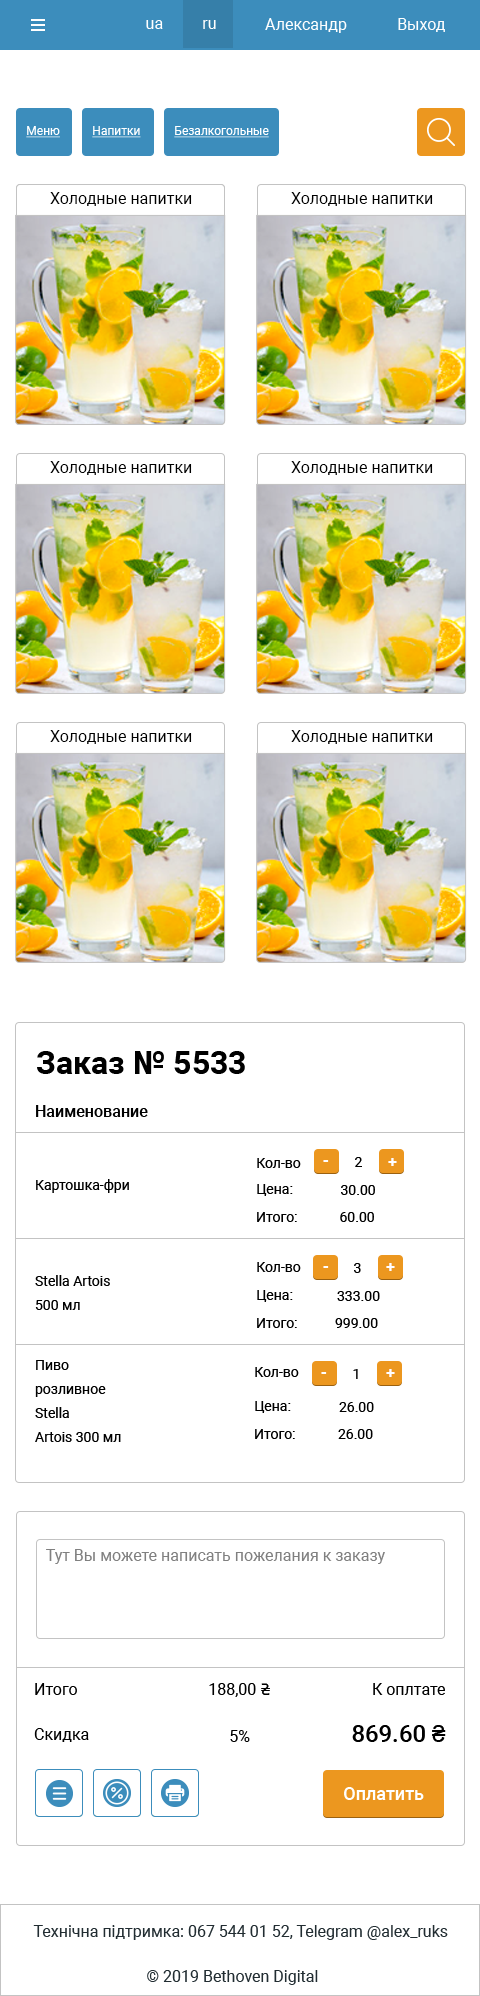 ua ru Александр Выход
Меню Напитки Безалкогольные
Холодные напитки Холодные напитки
Холодные напитки Холодные напитки
Холодные напитки Холодные напитки
Заказ № 5533
Наименование
Картошка-фри
Кол-во - 2 +
Цена: 30.00
Итого: 60.00
Stella Artois
500 мл
Кол-во - 3 +
Цена: 333.00
Итого: 999.00
Пиво
розливное
Stella
Artois 300 мл
Кол-во - 1 +
Цена: 26.00
Итого: 26.00
Тут Вы можете написать пожелания к заказу
Итого 188,00 ₴ К оплтате
Скидка 5% 869.60 ₴
Оплатить
Технічна підтримка: 067 544 01 52, Telegram @alex_ruks
© 2019 Bethoven Digital